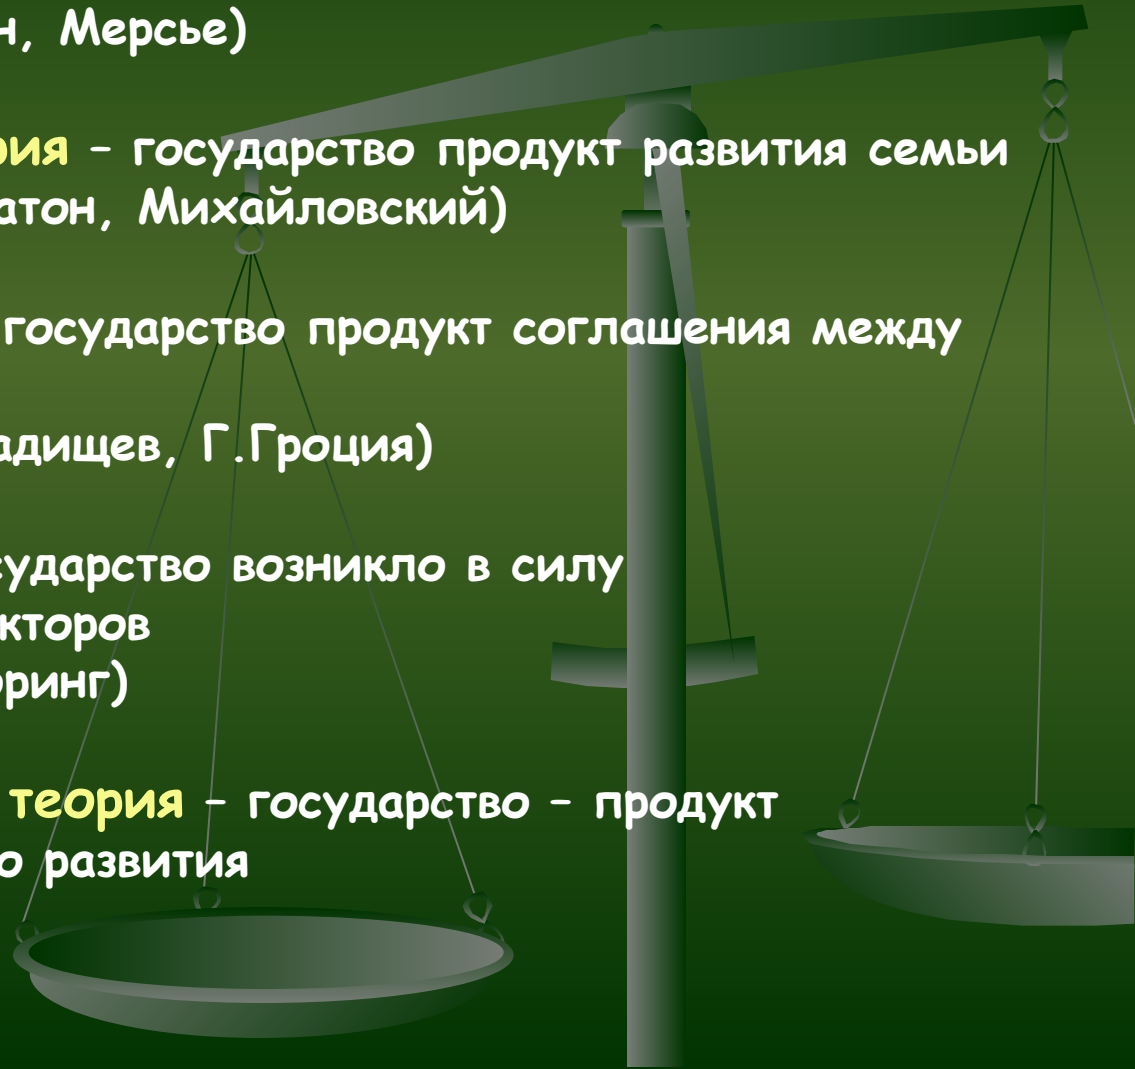 н, Мерсье)
рия – государство продукт развития семьи
атон, Михайловский)
государство продукт соглашения между
адищев, Г.Гроция)
сударство возникло в силу
кторов
ринг)
теория – государство – продукт
о развития